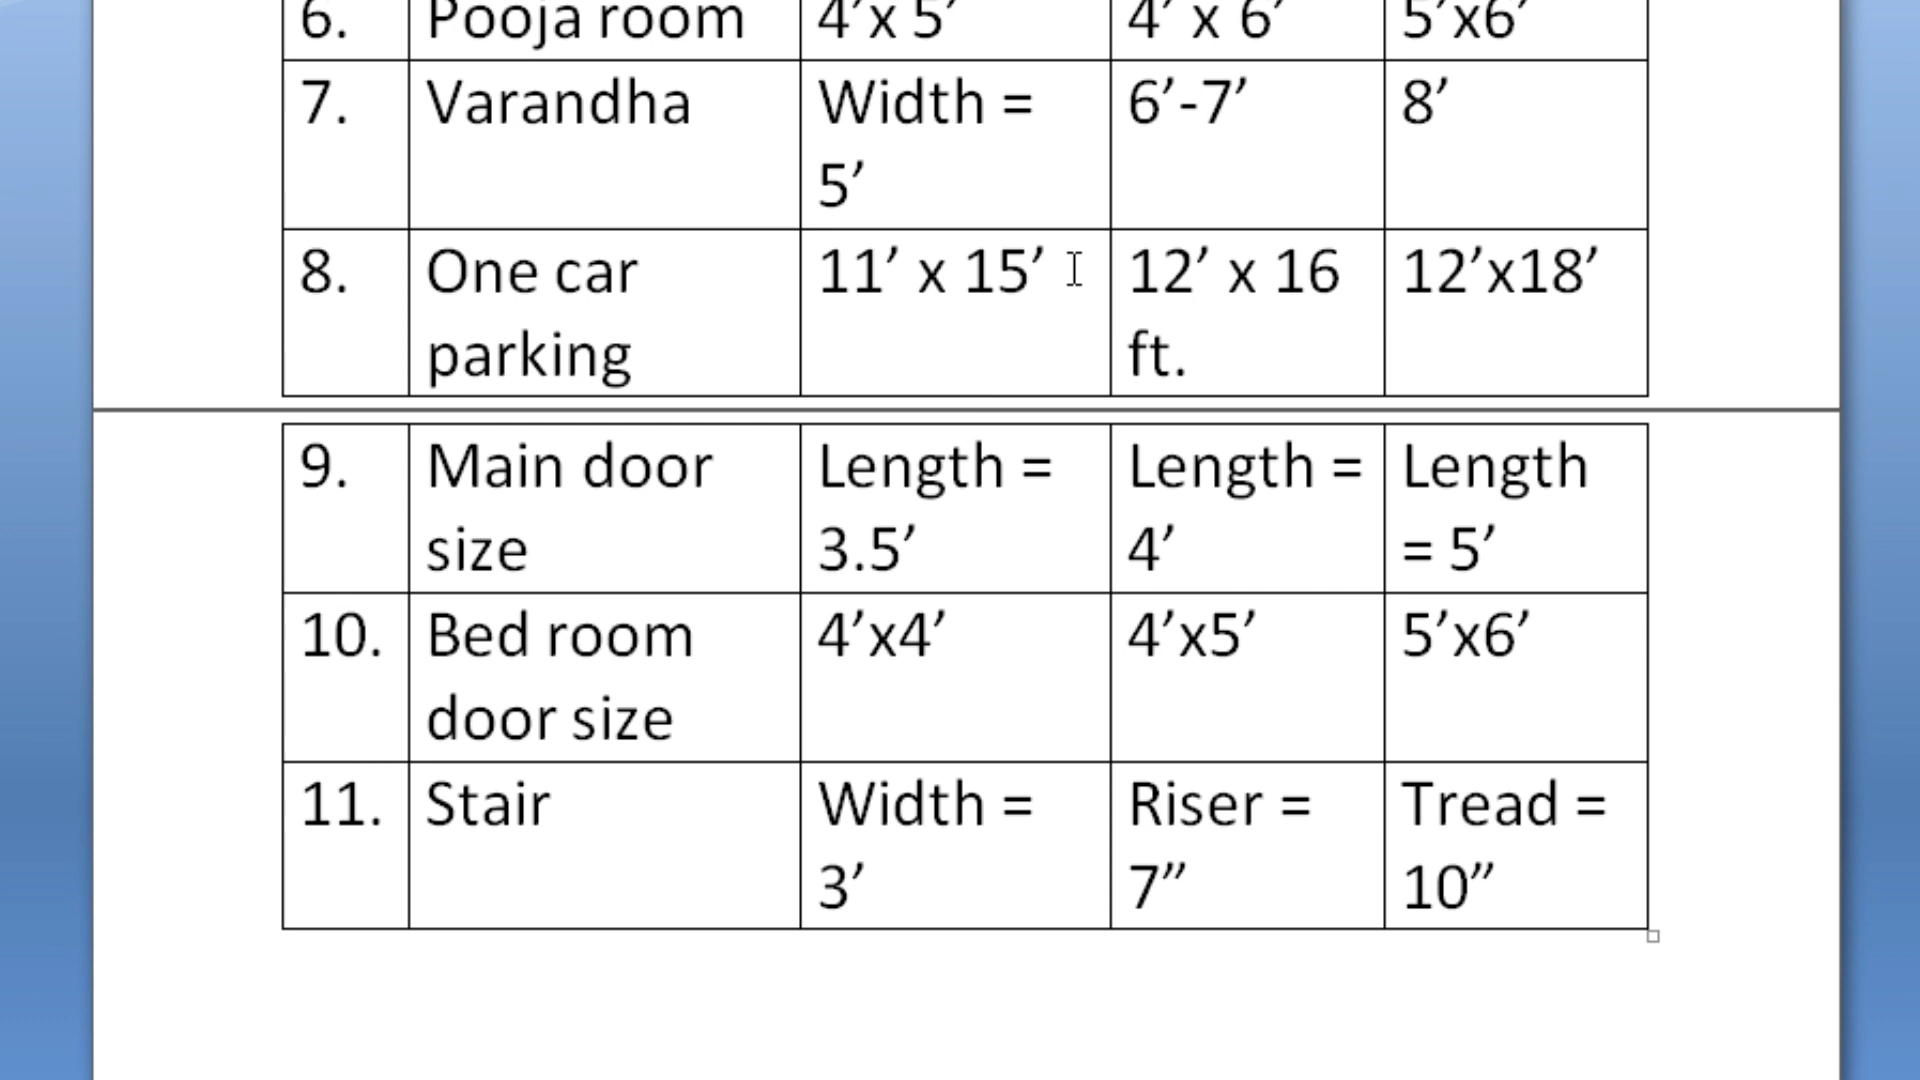 6. Pooja room 4’x 5’ 4’ x 6’ 5’x6’
7. Varandha Width = 6’-7’ 8’
5’
8. One car 11’ x 15’ 12’ x 16 12’x18’
parking ft.
9. Main door Length = Length = Length
size 3.5’ 4’ = 5’
10. Bed room 4’x4’ 4’x5’ 5’x6’
door size
11. Stair Width = Riser = Tread =
3’ 7” 10”